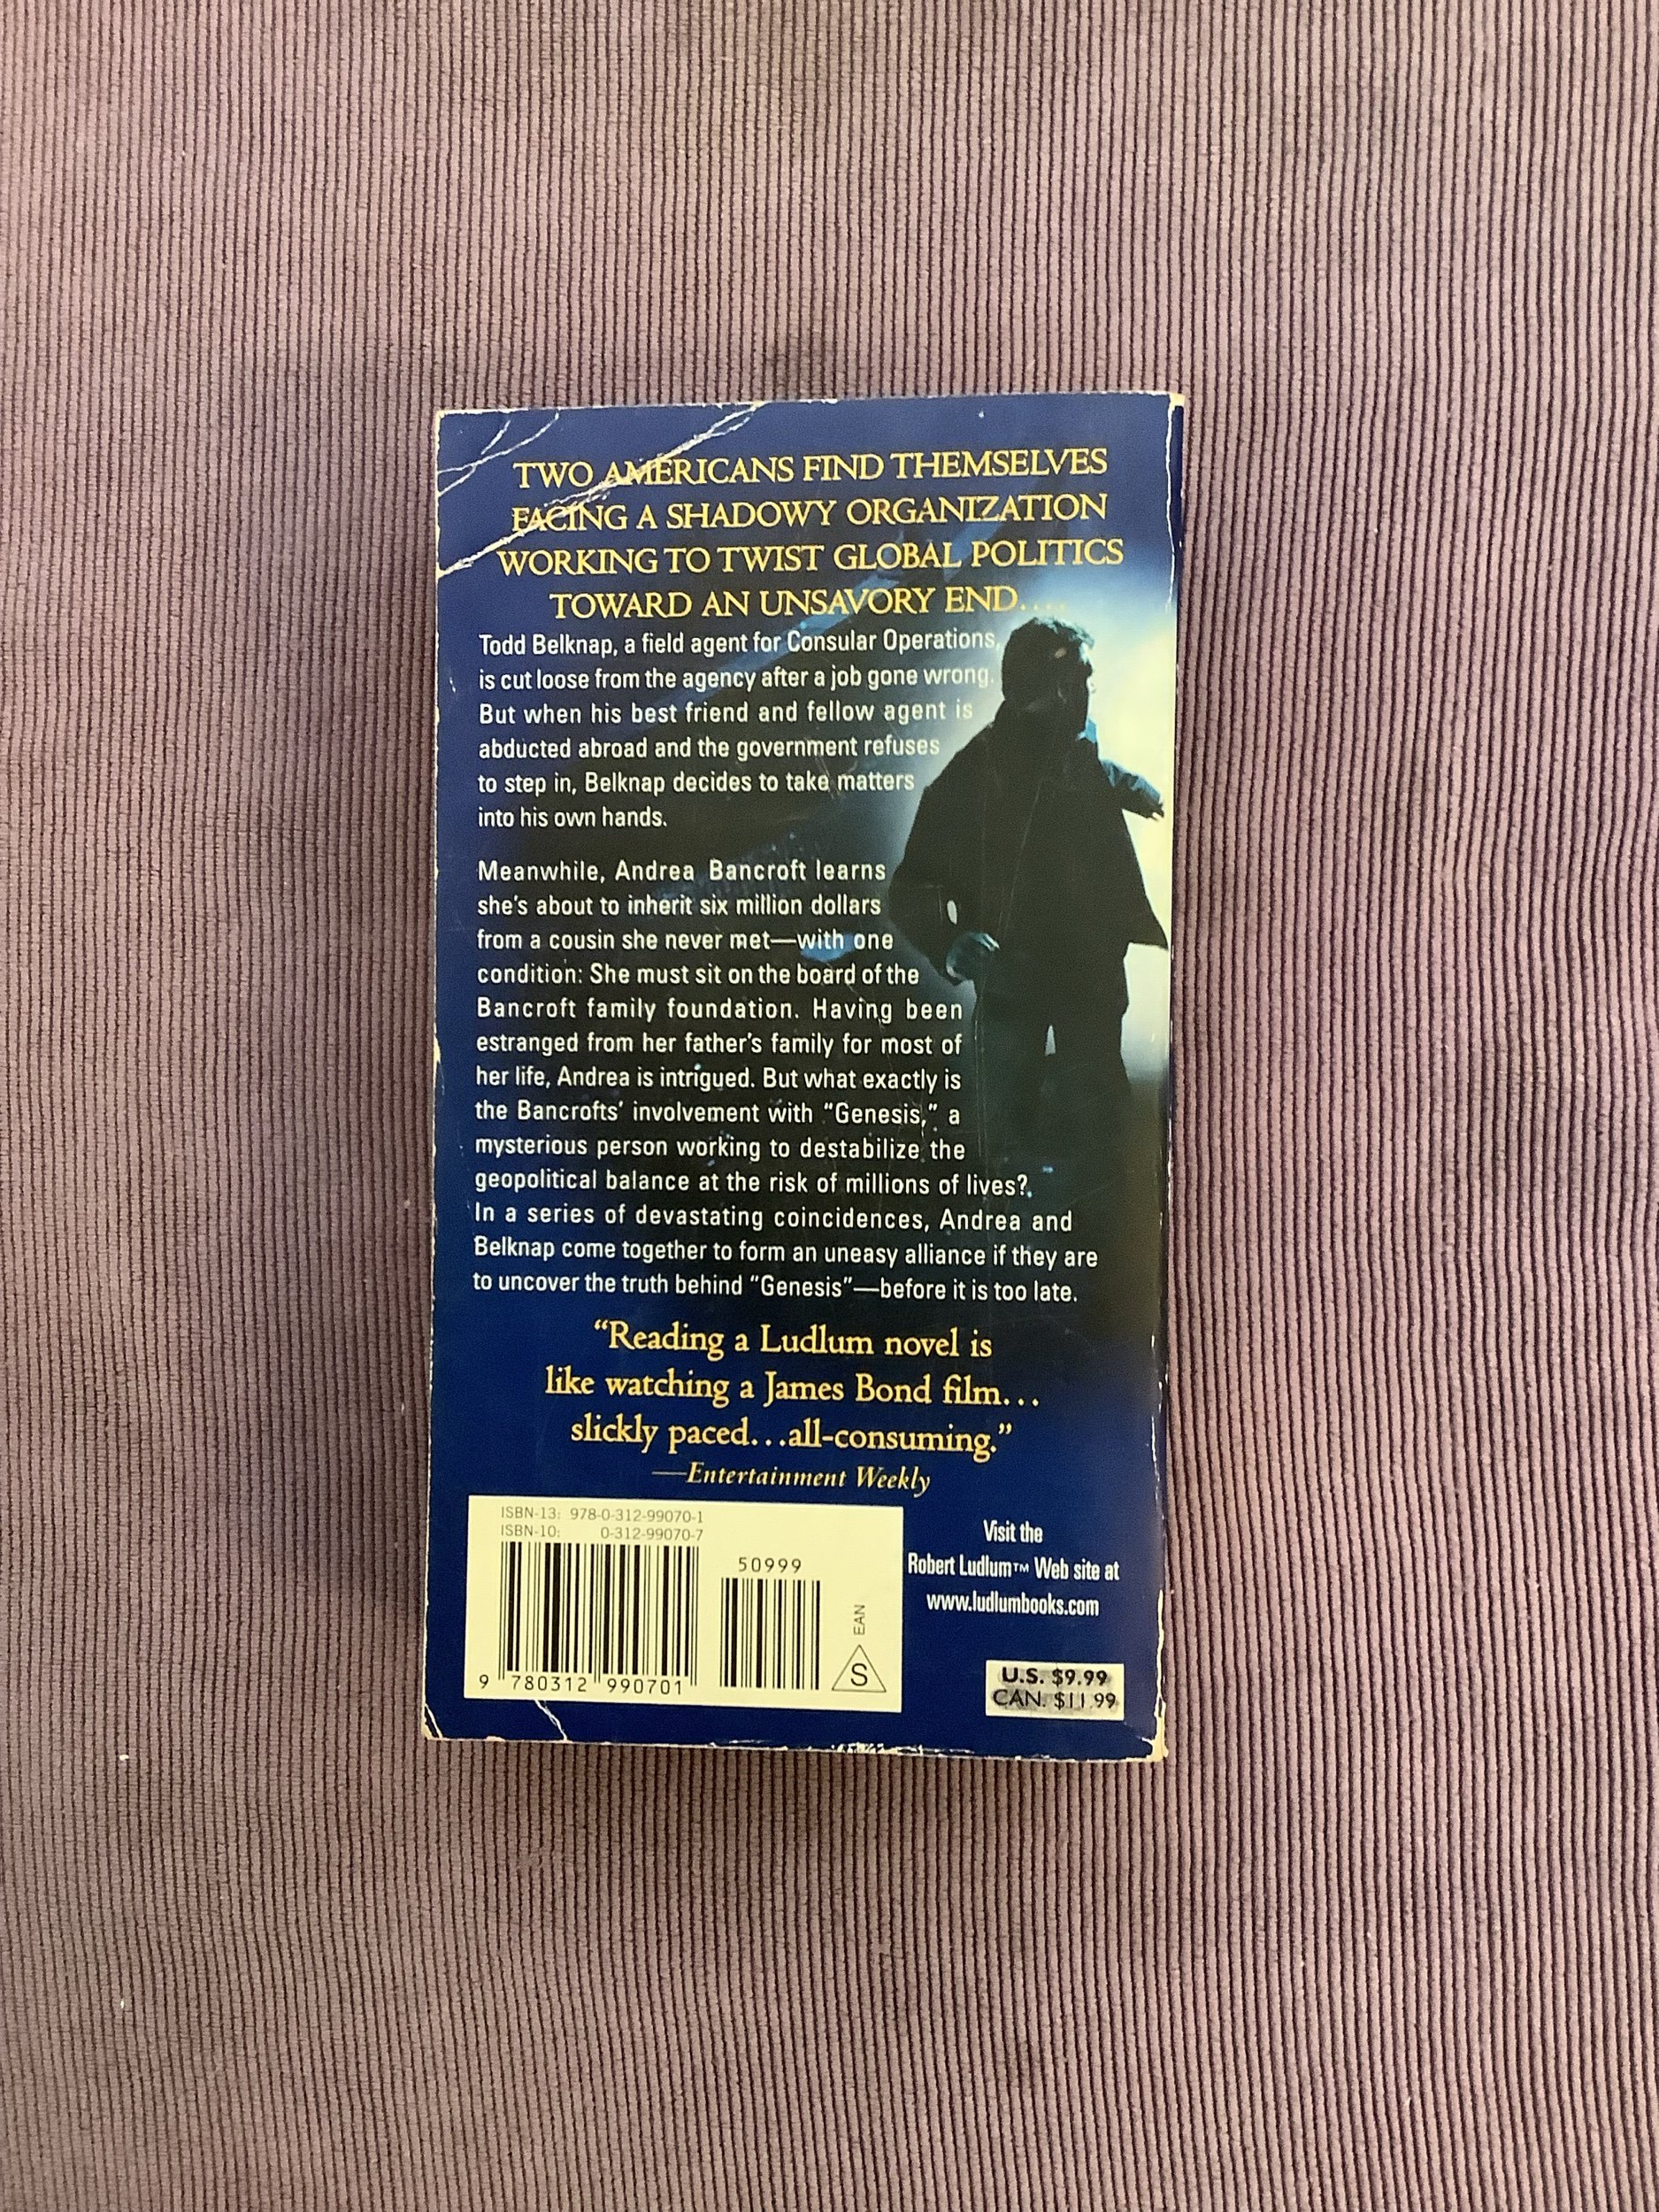 TWO AMERICANS FIND THEMSELVES
FACING A SHADOWY ORGANIZATION
WORKING TO TWIST GLOBAL POLITICS
TOWARD AN UNSAVORY END....
Todd Belknap, a field agent for Consular Operations,
is cut loose from the agency after a job gone wrong.
But when his best friend and fellow agent is
abducted abroad and the government refuses
to step in, Belknap decides to take matters
into his own hands.
Meanwhile, Andrea Bancroft learns
she's about to inherit six million dollars
from a cousin she never met—with one
condition: She must sit on the board of the
Bancroft family foundation. Having been
estranged from her father's family for most of
her life, Andrea is intrigued. But what exactly is
the Bancrofts' involvement with "Genesis," a
mysterious person working to destabilize the
geopolitical balance at the risk of millions of lives?
In a series of devastating coincidences, Andrea and
Belknap come together to form an uneasy alliance if they are
to uncover the truth behind "Genesis"—before it is too late.
"Reading a Ludlum novel is
like watching a James Bond film...
slickly paced...all-consuming."
—Entertainment Weekly
ISBN-13: 978-0-312-99070-1
ISBN-10: 0-312-99070-7
50999
EAN
S
9 780312 990701
Visit the
Robert Ludlum™ Web site at
www.ludlumbooks.com
U.S. $9.99
CAN. $11.99